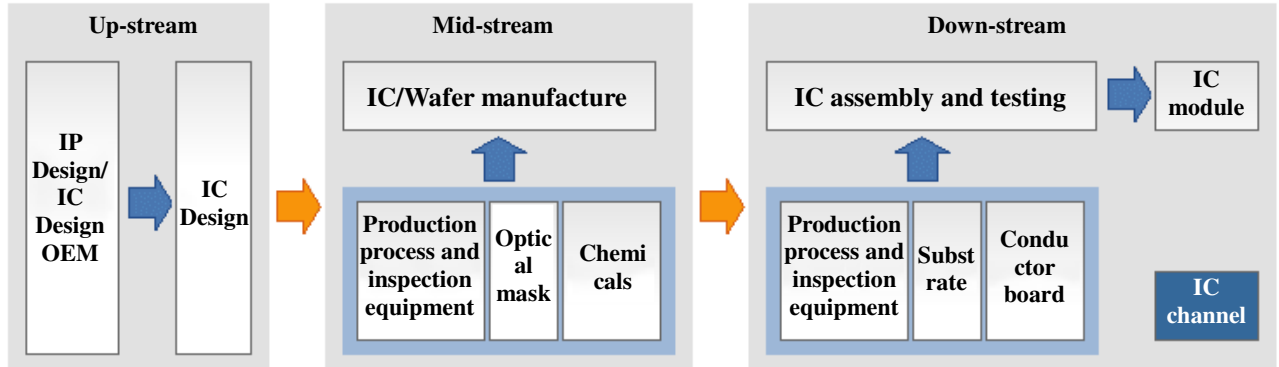 Up-stream
IP
Design/
IC
Design
OEM
IC
Design
Mid-stream
IC/Wafer manufacture
Production
process and
inspection
equipment
Optic
al
mask
Chemi
cals
Down-stream
IC assembly and testing
IC
module
Production
process and
inspection
equipment
Subst
rate
Condu
ctor
board
IC
channel